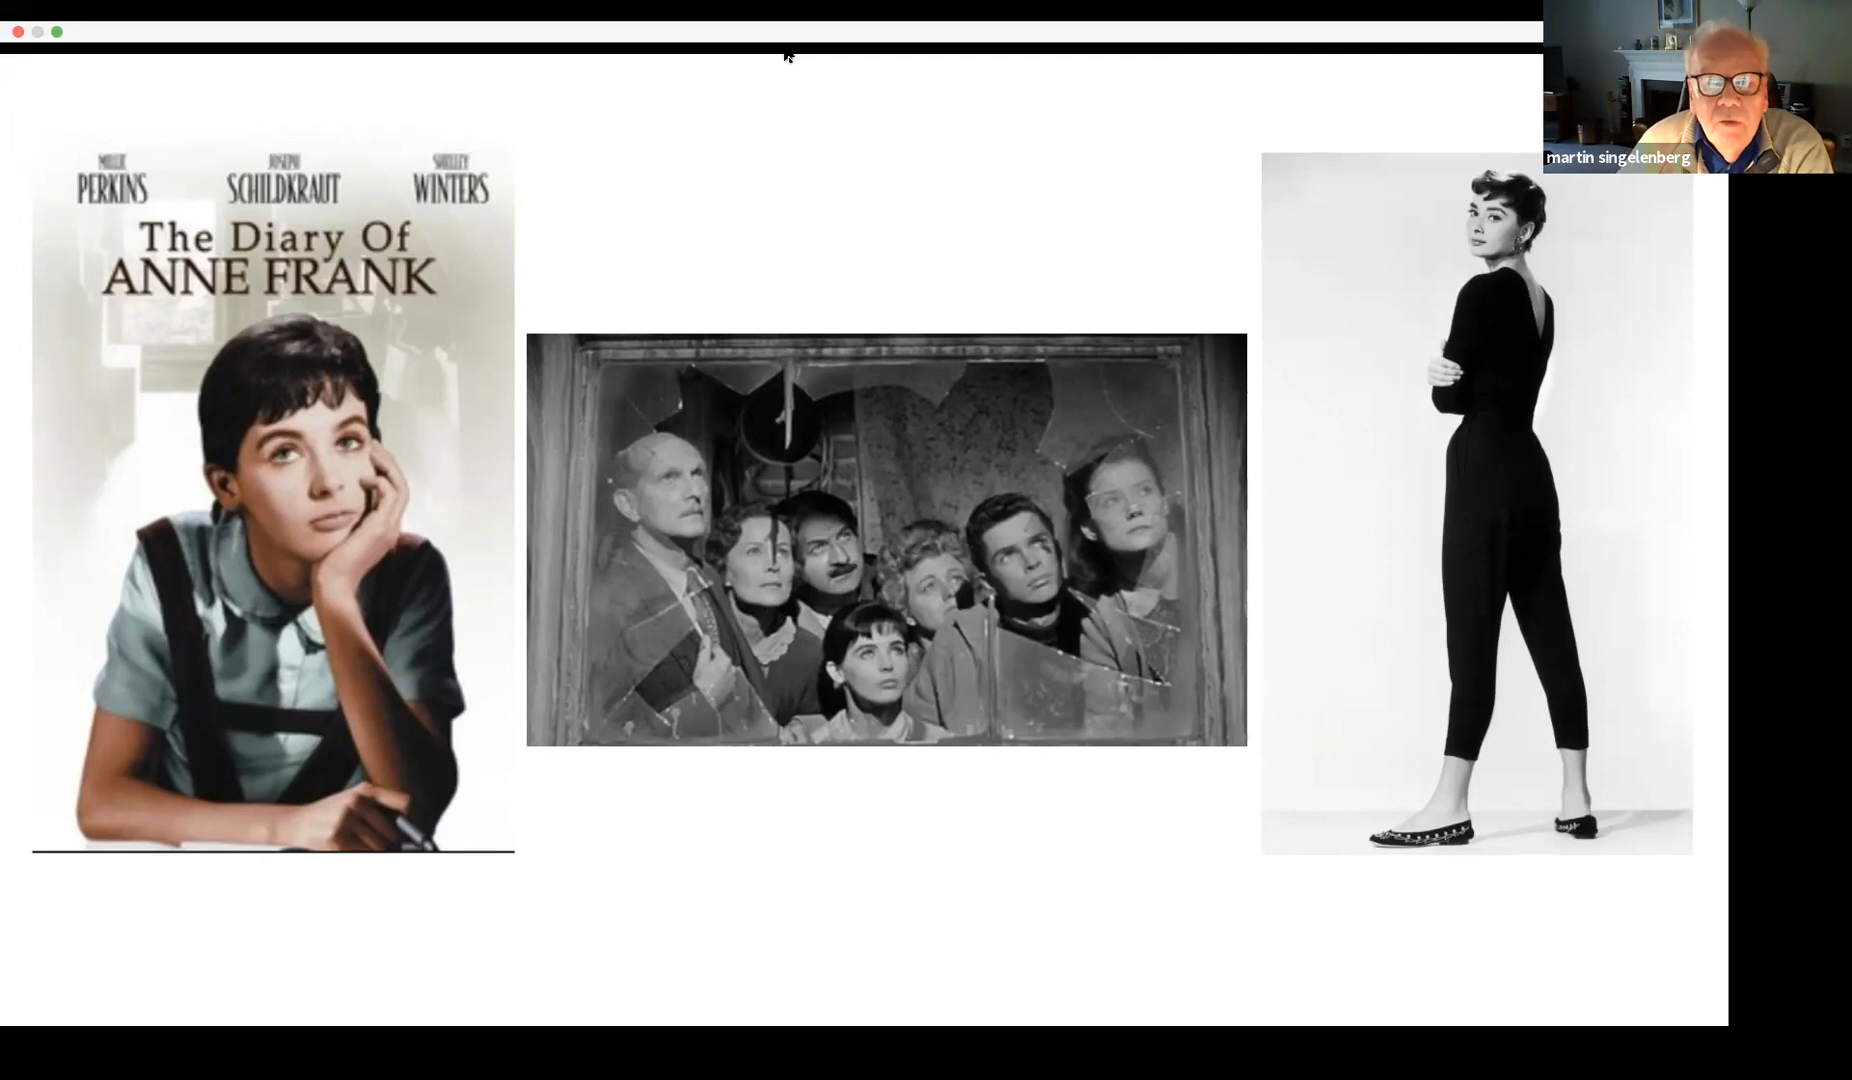 MILLIE JOSEPH SHELLEY
PERKINS SCHILDKRAUT WINTERS
The Diary Of
ANNE FRANK
martin singelenberg